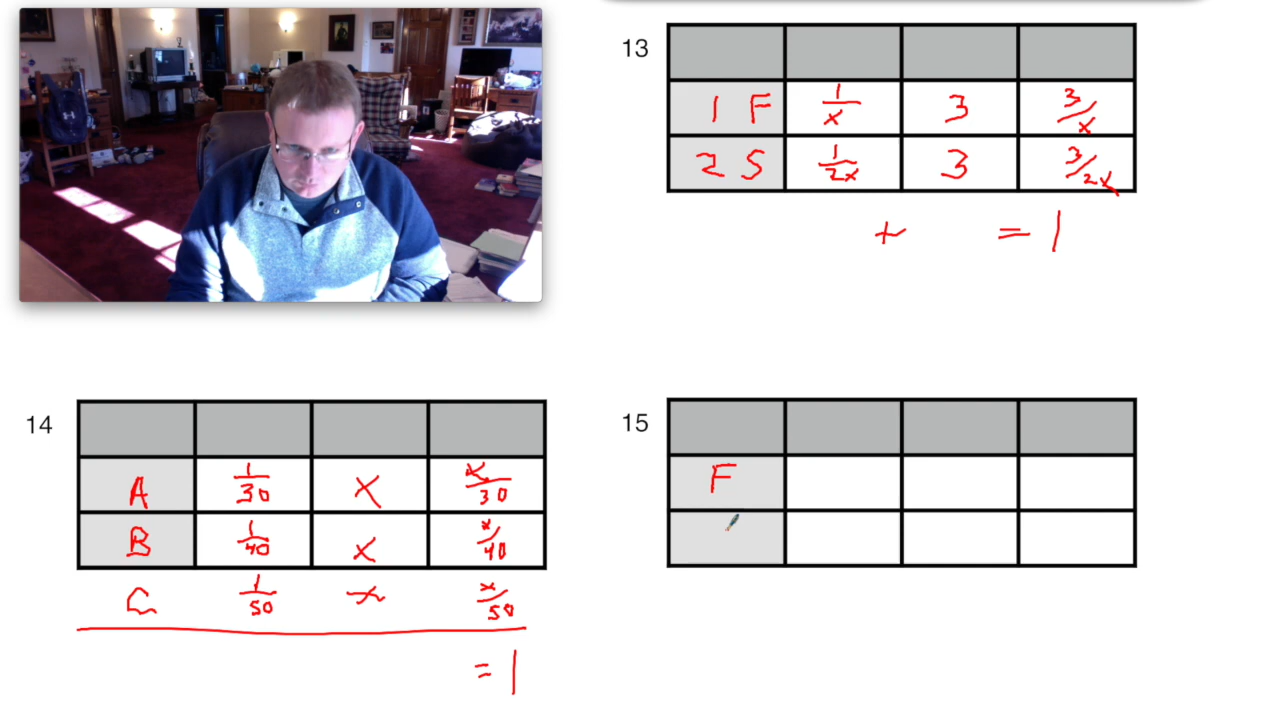 13
1 F 1/x 3 3/x
2 S 1/2x 3 3/2x
+ = 1
14
A 1/30 x x/30
B 1/40 x x/40
C 1/50 x x/50
= 1
15
F